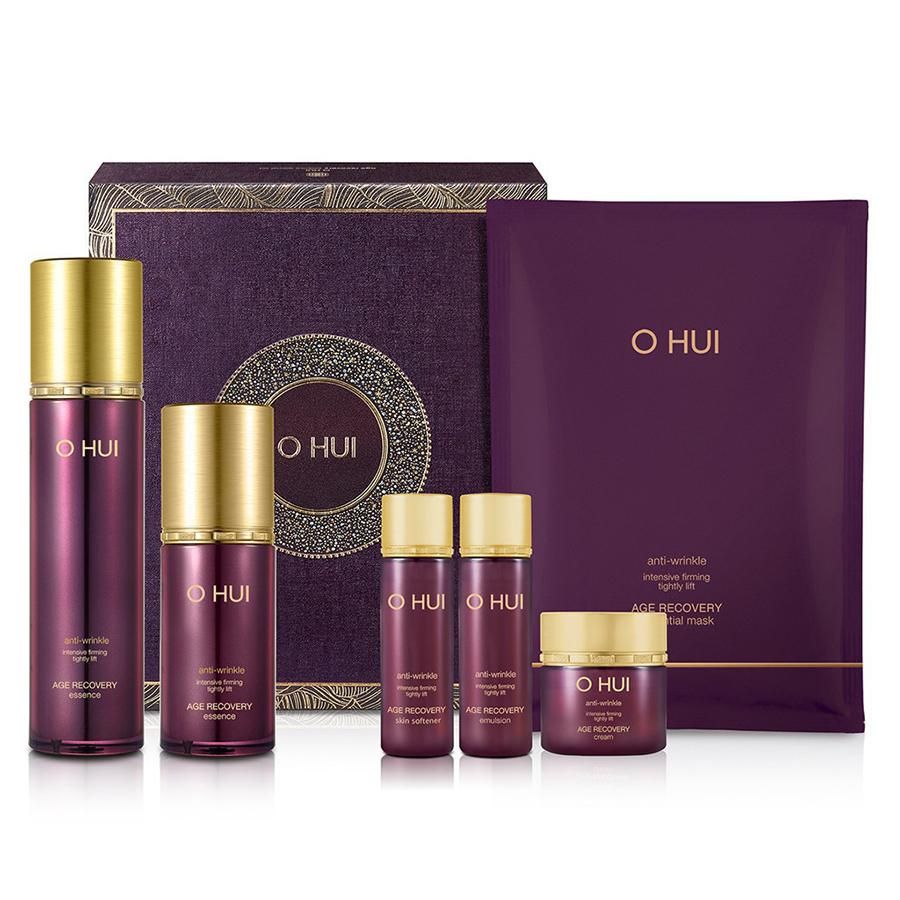 O HUI
O HUI
anti-wrinkle
intensive firming
tightly lift
AGE RECOVERY
essence
O HUI
anti-wrinkle
intensive firming
tightly lift
AGE RECOVERY
essence
O HUI
anti-wrinkle
intensive firming
tightly lift
AGE RECOVERY
skin softener
O HUI
anti-wrinkle
intensive firming
tightly lift
AGE RECOVERY
emulsion
O HUI
anti-wrinkle
intensive firming
tightly lift
AGE RECOVERY
cream
O HUI
anti-wrinkle
intensive firming
tightly lift
AGE RECOVERY
mask